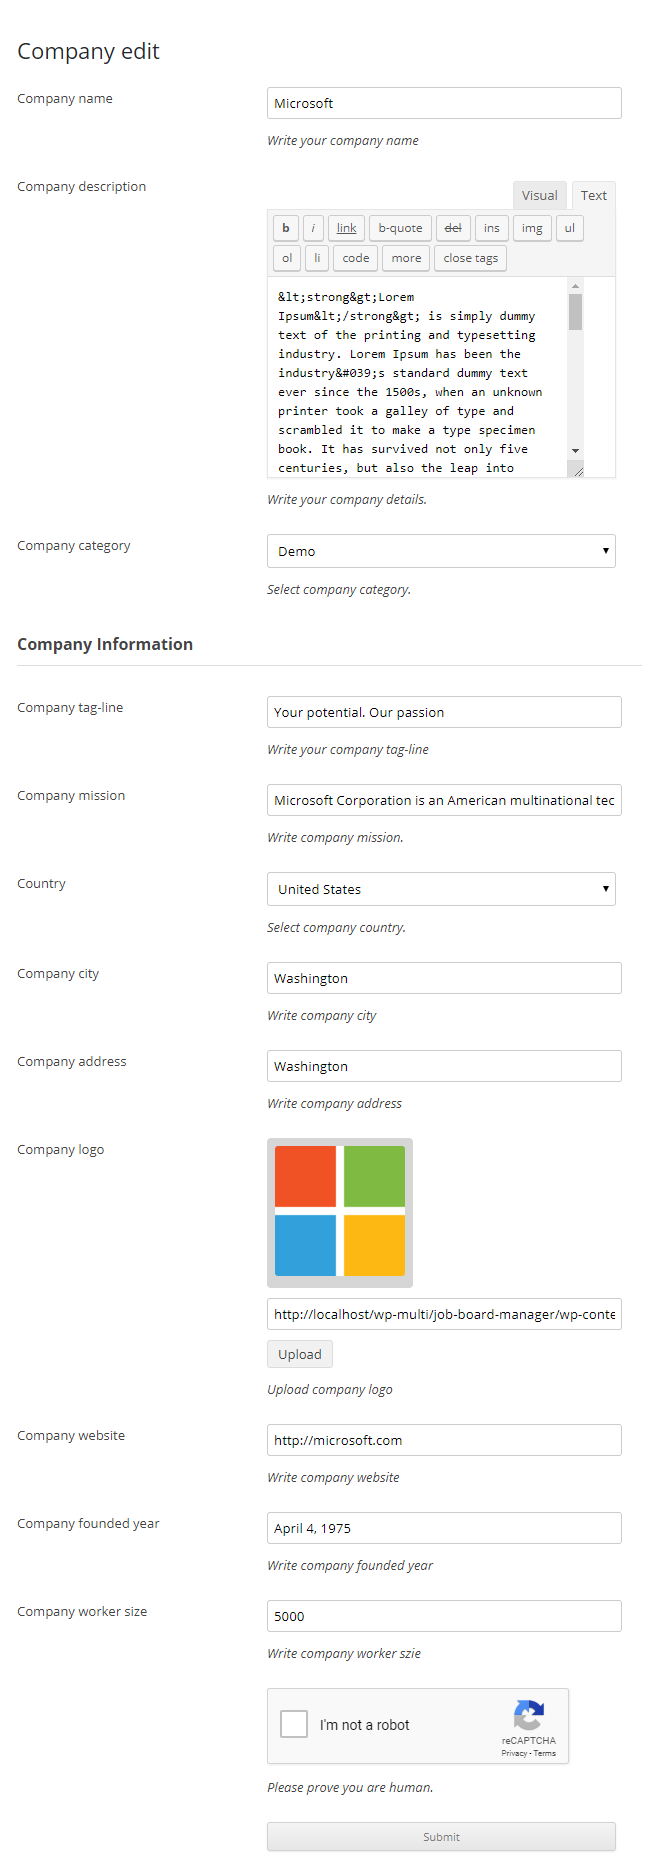 Company edit
Company name
Microsoft
Write your company name
Company description
Visual Text
b i link b-quote del ins img ul
ol li code more close tags
&lt;strong&gt;Lorem
Ipsum&lt;/strong&gt; is simply dummy
text of the printing and typesetting
industry. Lorem Ipsum has been the
industry&#039;s standard dummy text
ever since the 1500s, when an unknown
printer took a galley of type and
scrambled it to make a type specimen
book. It has survived not only five
centuries, but also the leap into
Write your company details.
Company category
Demo
Select company category.
Company Information
Company tag-line
Your potential. Our passion
Write your company tag-line
Company mission
Microsoft Corporation is an American multinational tec
Write company mission.
Country
United States
Select company country.
Company city
Washington
Write company city
Company address
Washington
Write company address
Company logo
http://localhost/wp-multi/job-board-manager/wp-conte
Upload
Upload company logo
Company website
http://microsoft.com
Write company website
Company founded year
April 4, 1975
Write company founded year
Company worker size
5000
Write company worker szie
I'm not a robot
reCAPTCHA
Privacy - Terms
Please prove you are human.
Submit